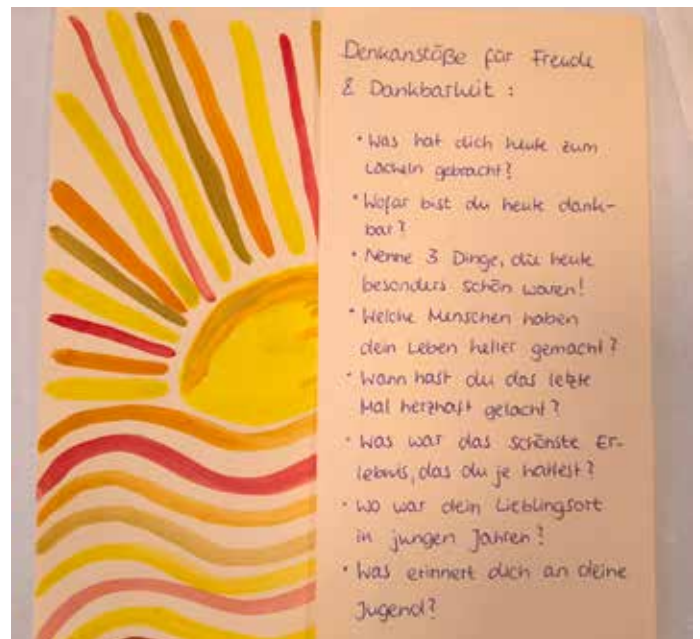 Denkanstöße für Freude
& Dankbarkeit :
• Was hat dich heute zum
Lächeln gebracht?
• Wofür bist du heute dank-
bar?
• Nenne 3 Dinge, die heute
besonders schön waren!
• Welche Menschen haben
dein Leben heller gemacht?
• Wann hast du das letzte
Mal herzhaft gelacht?
• Was war das schönste Er-
lebnis, das du je hattest?
• Wo war dein Lieblingsort
in jungen Jahren?
• Was erinnert dich an deine
Jugend?